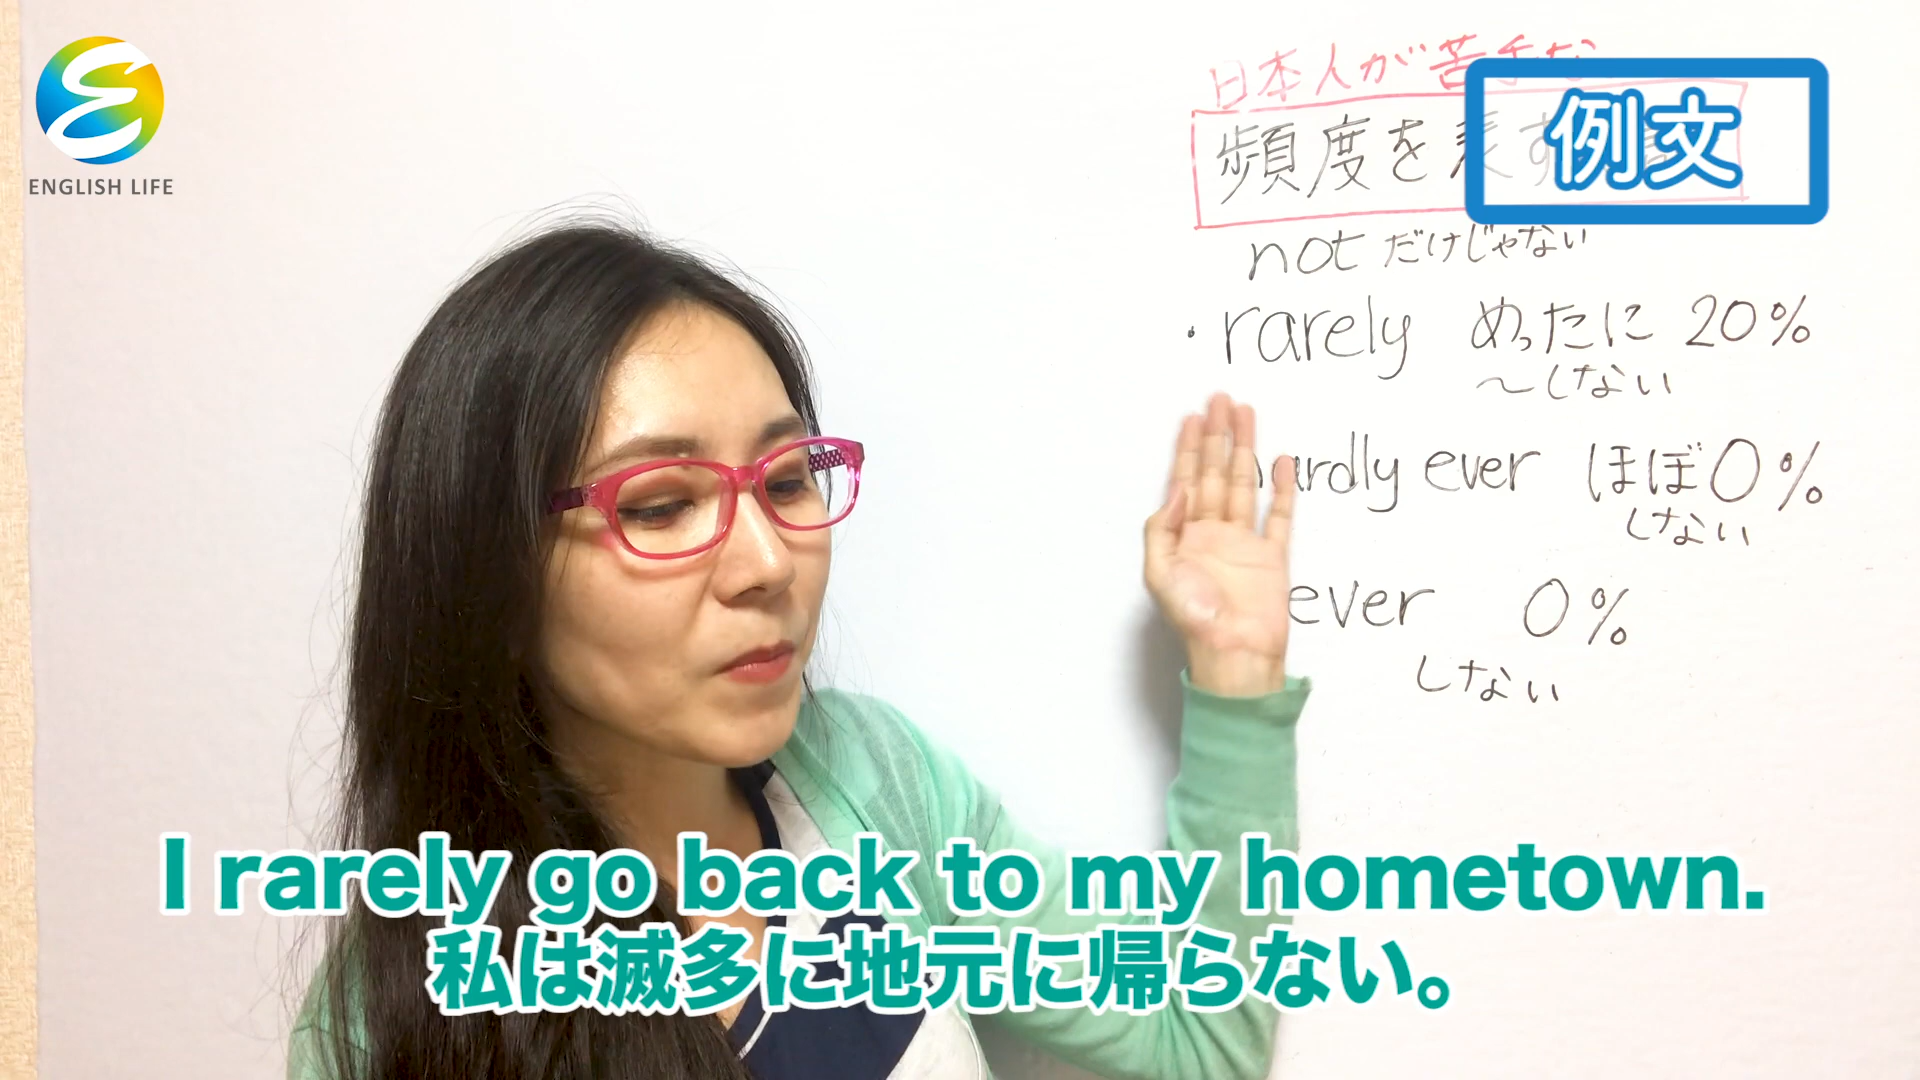 ENGLISH LIFE
日本人が苦手な
頻度を表す
例文
not だけじゃない
・rarely めったに 20%
〜しない
hardly ever ほぼ0%
しない
ever 0%
しない
I rarely go back to my hometown.
私は滅多に地元に帰らない。